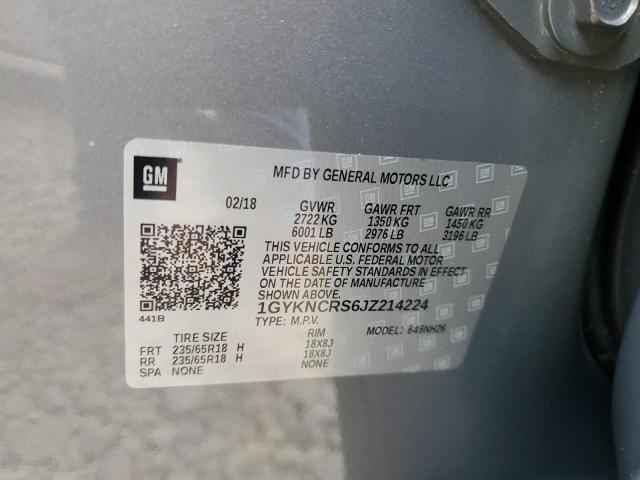 GM
MFD BY GENERAL MOTORS LLC
02/18 GVWR GAWR FRT GAWR RR
2722 KG 1350 KG 1450 KG
6001 LB 2976 LB 3196 LB
THIS VEHICLE CONFORMS TO ALL
APPLICABLE U.S. FEDERAL MOTOR
VEHICLE SAFETY STANDARDS IN EFFECT
ON THE DATE OF MANUFACTURE
SHOWN ABOVE.
1GYKNCRS6JZ214224
441B TYPE: M.P.V. MODEL: 646NH26
TIRE SIZE RIM
FRT 235/65R18 H 18X8J
RR 235/65R18 H 18X8J
SPA NONE NONE